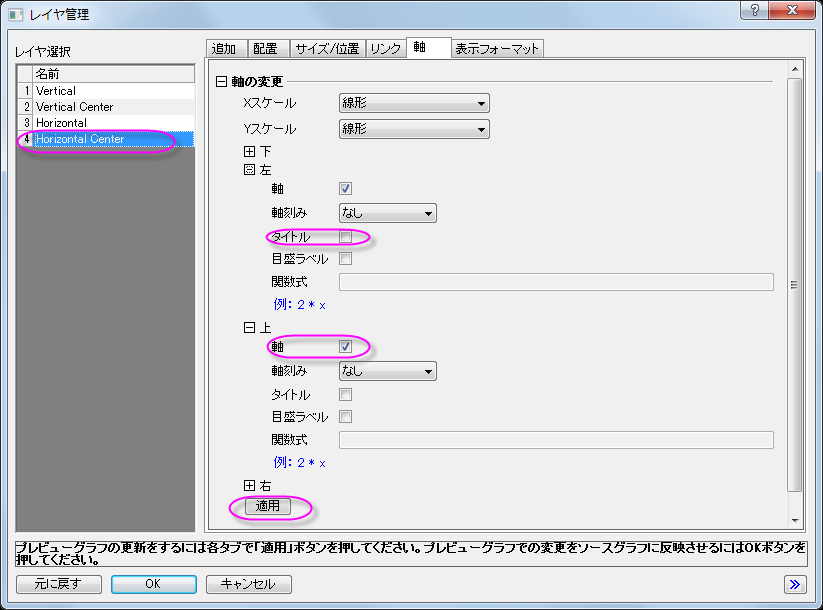 レイヤ管理
レイヤ選択
名前
1 Vertical
2 Vertical Center
3 Horizontal
4 Horizontal Center
追加 配置 サイズ/位置 リンク 軸 表示フォーマット
軸の変更
Xスケール 線形
Yスケール 線形
下
左
軸
軸刻み なし
タイトル
目盛ラベル
関数式
例: 2 * x
上
軸
軸刻み なし
タイトル
目盛ラベル
関数式
例: 2 * x
右
適用
プレビューグラフの更新をするには各タブで「適用」ボタンを押してください。プレビューグラフでの変更をソースグラフに反映させるにはOKボタンを
押してください。
元に戻す OK キャンセル